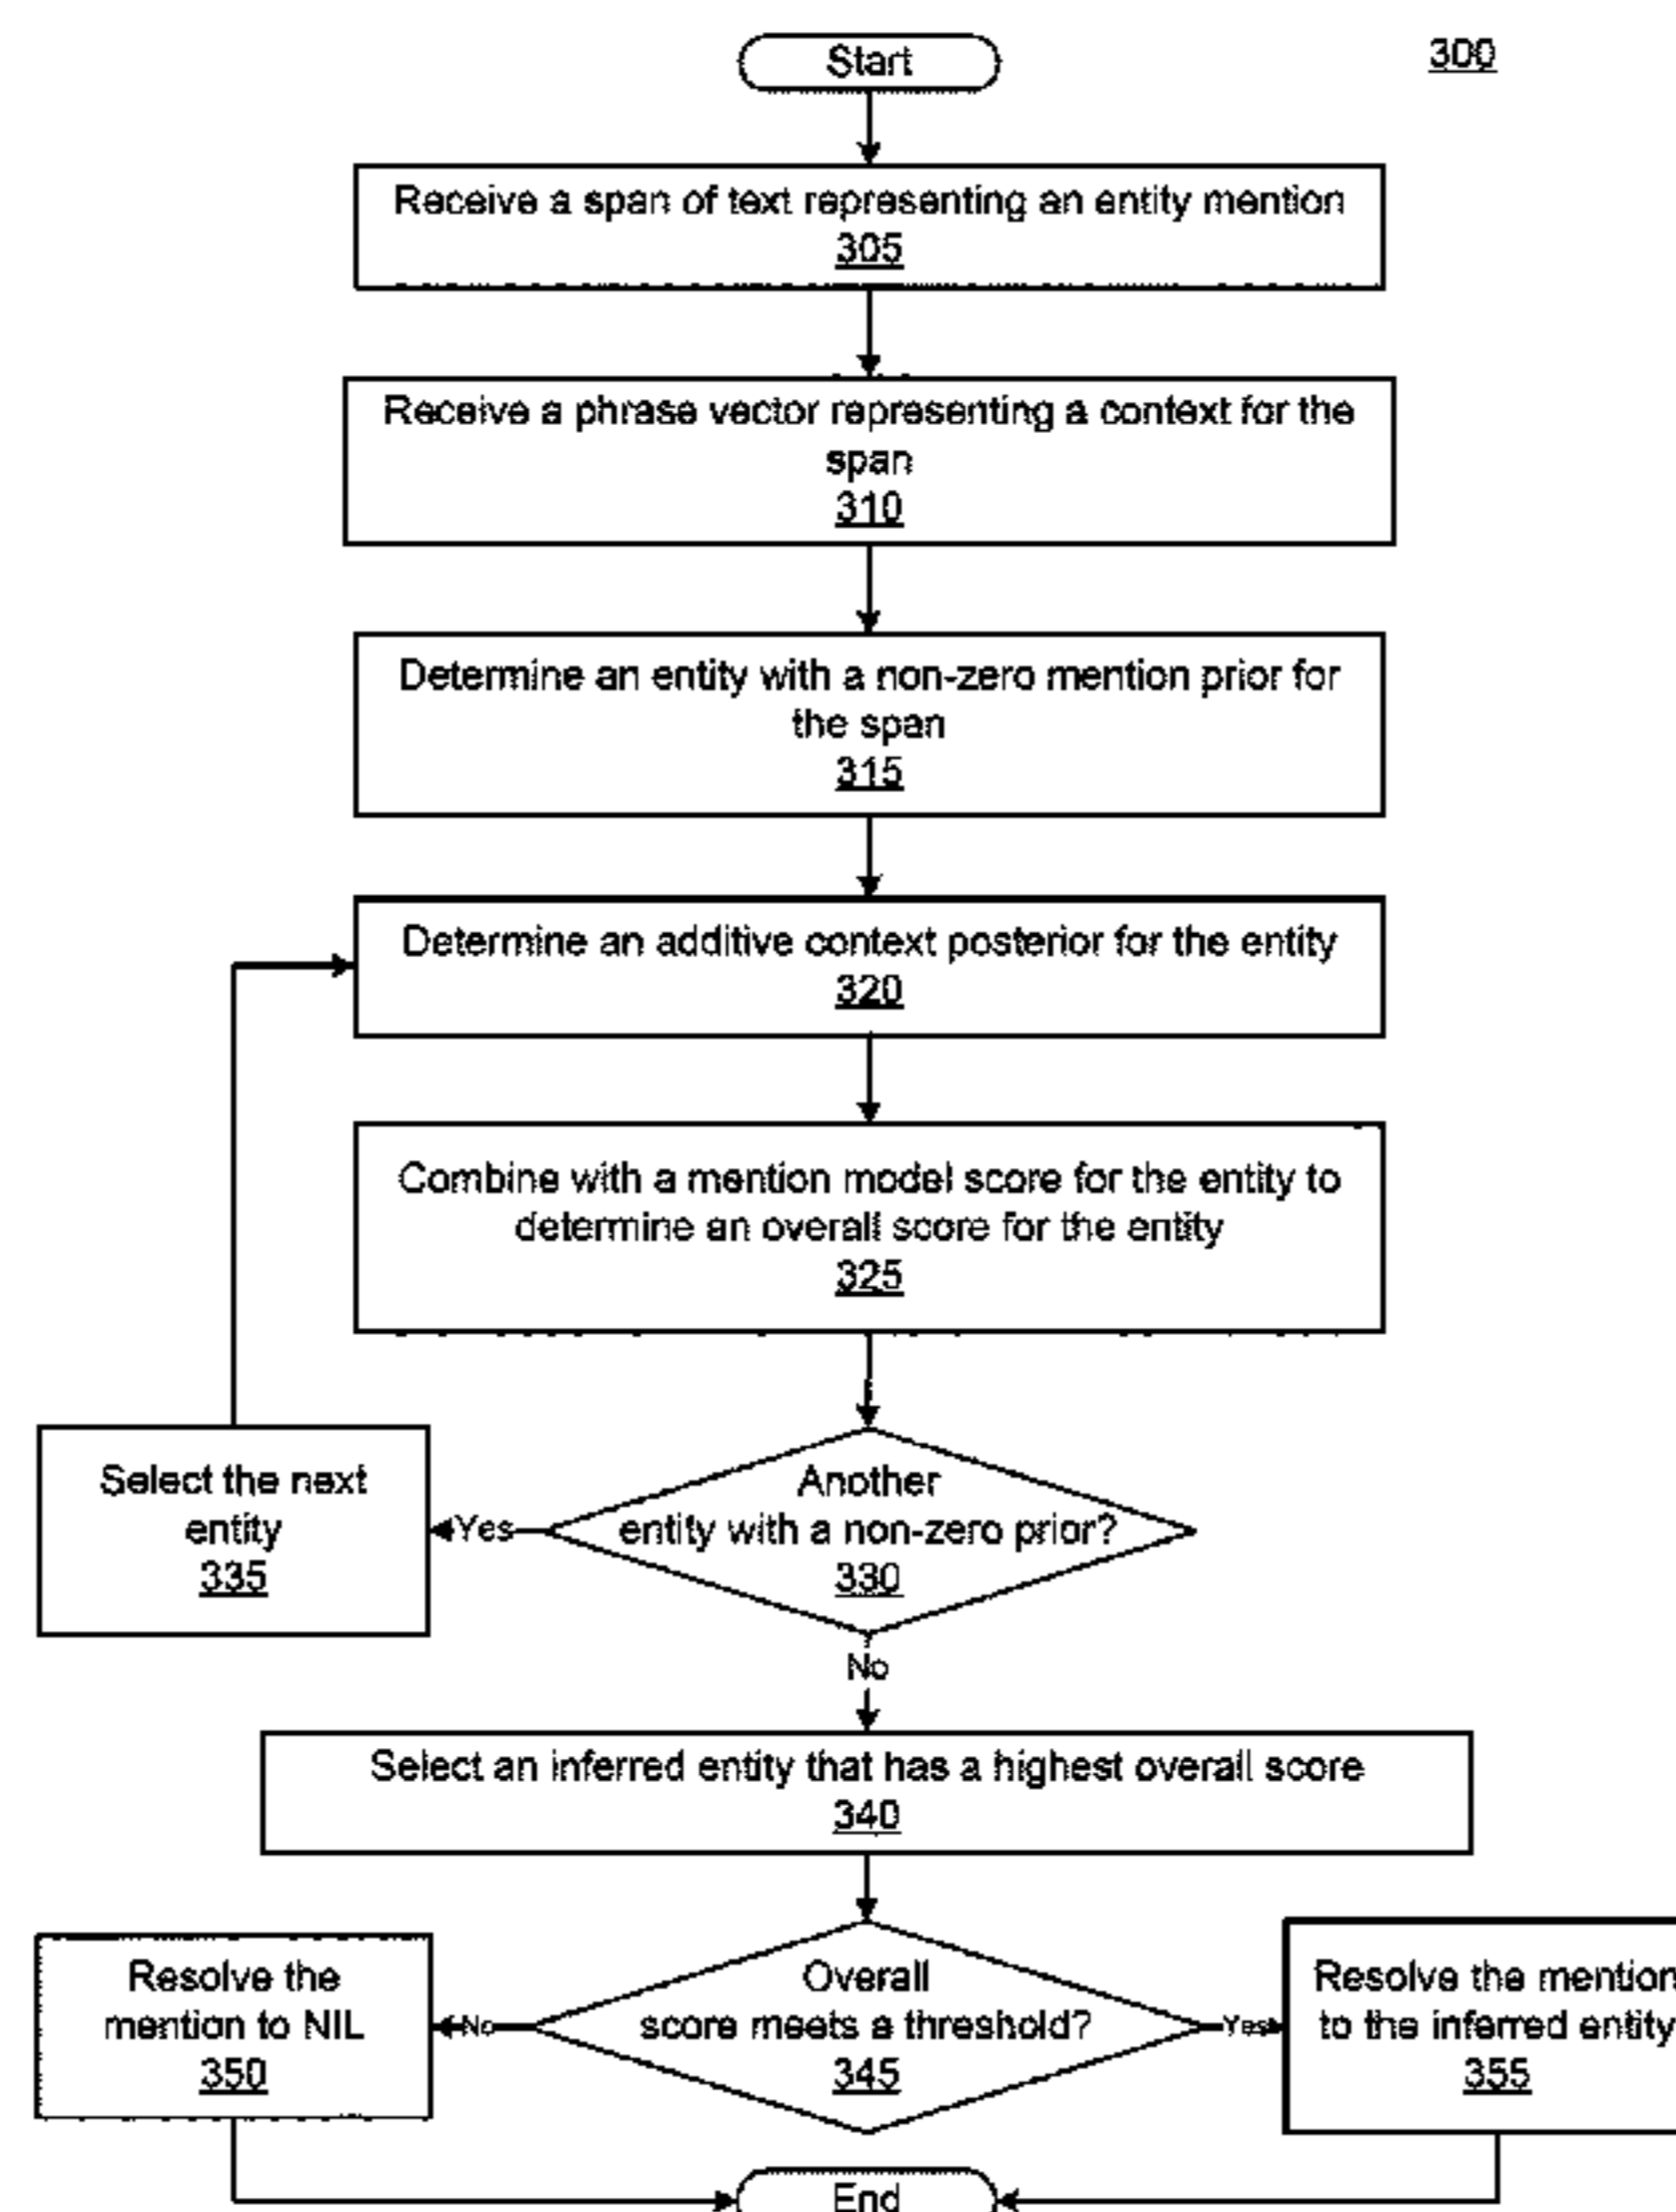 300
Start
Receive a span of text representing an entity mention
305
Receive a phrase vector representing a context for the
span
310
Determine an entity with a non-zero mention prior for
the span
315
Determine an additive context posterior for the entity
320
Combine with a mention model score for the entity to
determine an overall score for the entity
325
Another
entity with a non-zero prior?
330
Yes
Select the next
entity
335
No
Select an inferred entity that has a highest overall score
340
Overall
score meets a threshold?
345
No
Resolve the
mention to NIL
350
Yes
Resolve the mention
to the inferred entity
355
End